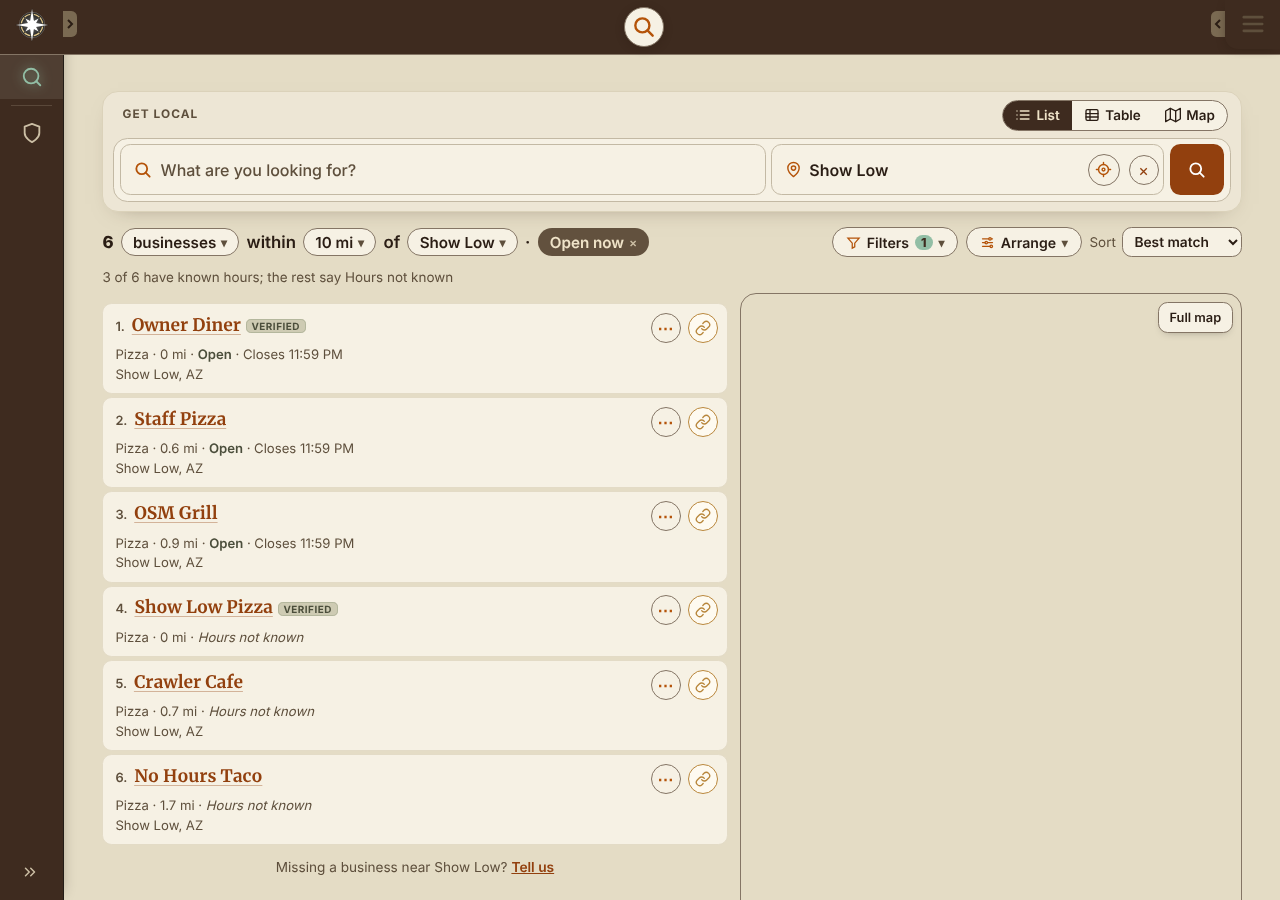 GET LOCAL
List
Table
Map
What are you looking for?
Show Low
×
6 businesses ▾ within 10 mi ▾ of Show Low ▾ · Open now ×
Filters 1 ▾
Arrange ▾
Sort
Best match
3 of 6 have known hours; the rest say Hours not known
Full map
1. Owner Diner VERIFIED
Pizza · 0 mi · Open · Closes 11:59 PM
Show Low, AZ
2. Staff Pizza
Pizza · 0.6 mi · Open · Closes 11:59 PM
Show Low, AZ
3. OSM Grill
Pizza · 0.9 mi · Open · Closes 11:59 PM
Show Low, AZ
4. Show Low Pizza VERIFIED
Pizza · 0 mi · Hours not known
5. Crawler Cafe
Pizza · 0.7 mi · Hours not known
Show Low, AZ
6. No Hours Taco
Pizza · 1.7 mi · Hours not known
Show Low, AZ
Missing a business near Show Low? Tell us